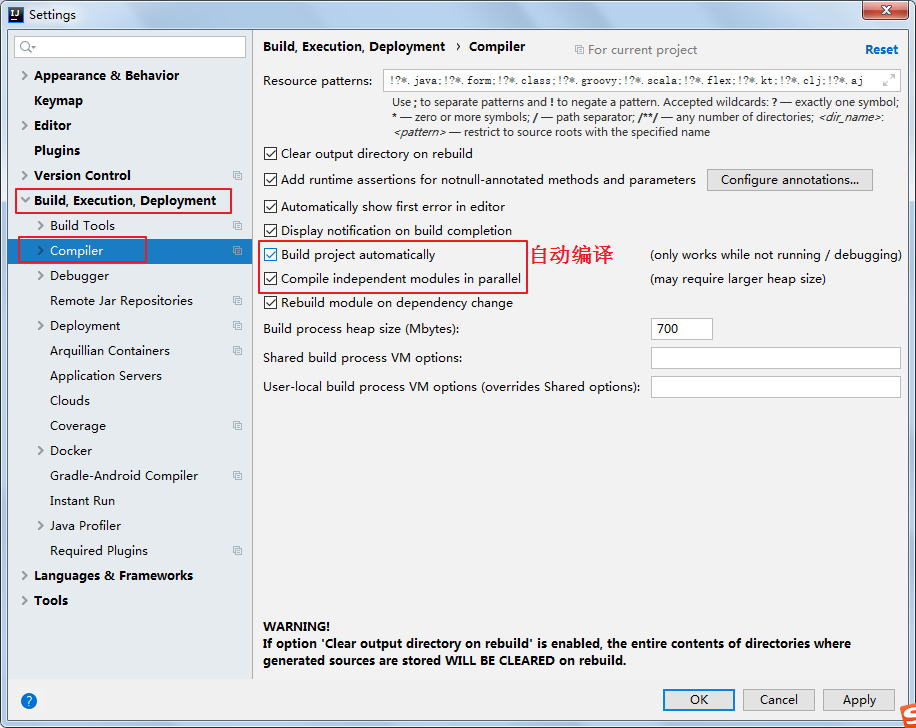 Settings
Appearance & Behavior
Keymap
Editor
Plugins
Version Control
Build, Execution, Deployment
Build Tools
Compiler
Debugger
Remote Jar Repositories
Deployment
Arquillian Containers
Application Servers
Clouds
Coverage
Docker
Gradle-Android Compiler
Instant Run
Java Profiler
Required Plugins
Languages & Frameworks
Tools
Build, Execution, Deployment › Compiler For current project Reset
Resource patterns: !?*.java;!?*.form;!?*.class;!?*.groovy;!?*.scala;!?*.flex;!?*.kt;!?*.clj;!?*.aj
Use ; to separate patterns and ! to negate a pattern. Accepted wildcards: ? — exactly one symbol;
* — zero or more symbols; / — path separator; /**/ — any number of directories; <dir_name>:
<pattern> — restrict to source roots with the specified name
Clear output directory on rebuild
Add runtime assertions for notnull-annotated methods and parameters Configure annotations...
Automatically show first error in editor
Display notification on build completion
Build project automatically 自动编译 (only works while not running / debugging)
Compile independent modules in parallel (may require larger heap size)
Rebuild module on dependency change
Build process heap size (Mbytes): 700
Shared build process VM options:
User-local build process VM options (overrides Shared options):
WARNING!
If option 'Clear output directory on rebuild' is enabled, the entire contents of directories where
generated sources are stored WILL BE CLEARED on rebuild.
? OK Cancel Apply